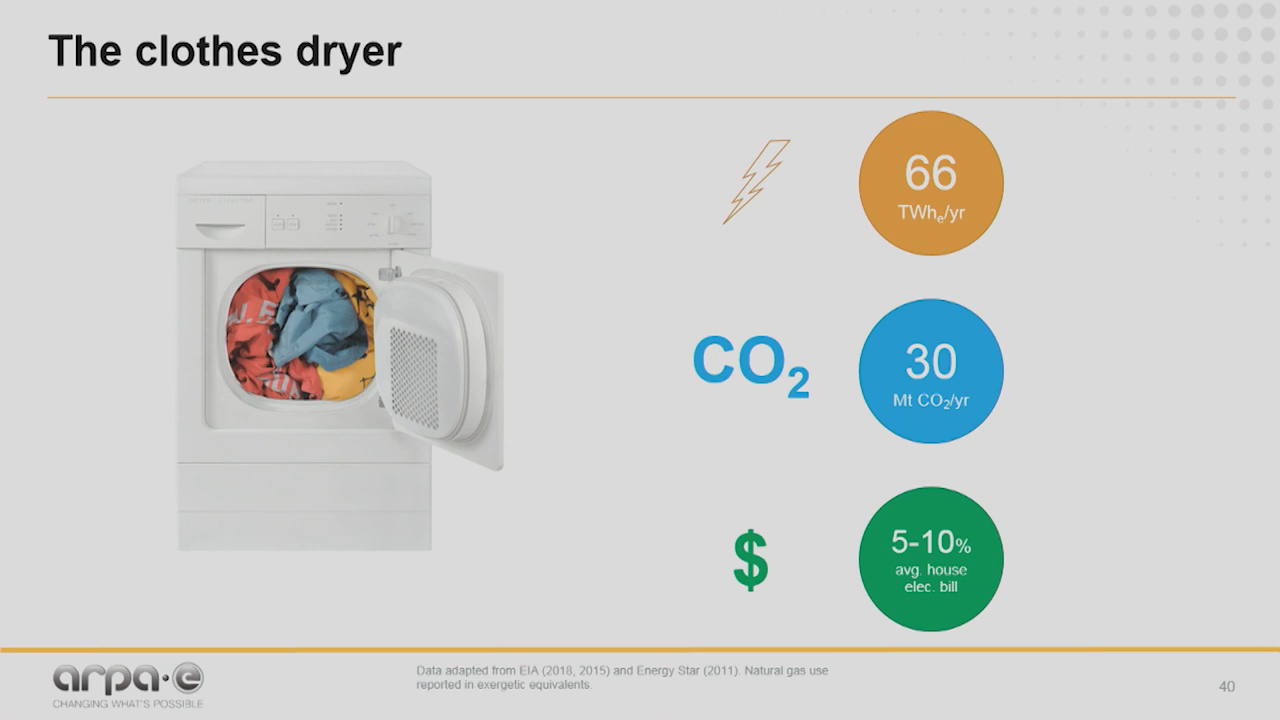 The clothes dryer
66
TWhe/yr
CO2
30
Mt CO2/yr
$
5-10%
avg. house
elec. bill
arpa·e
CHANGING WHAT'S POSSIBLE
Data adapted from EIA (2018, 2015) and Energy Star (2011). Natural gas use
reported in exergetic equivalents.
40